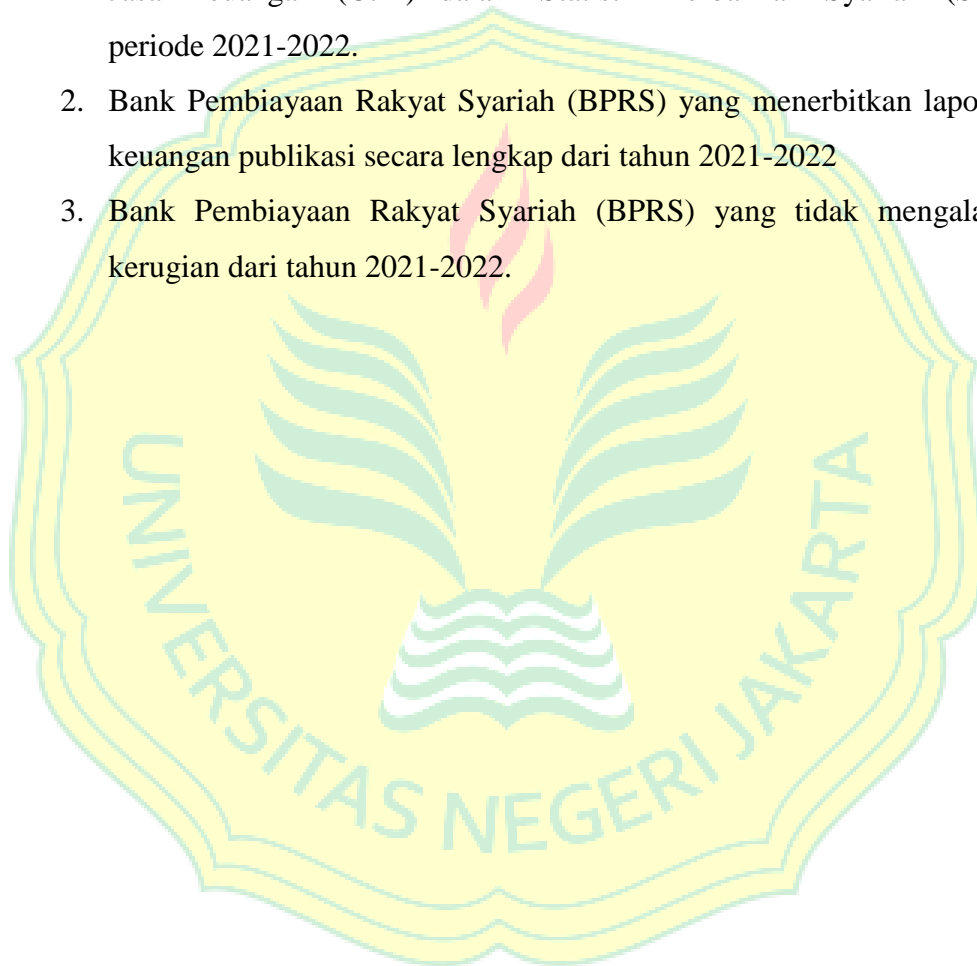 periode 2021-2022.
2. Bank Pembiayaan Rakyat Syariah (BPRS) yang menerbitkan lapo
keuangan publikasi secara lengkap dari tahun 2021-2022
3. Bank Pembiayaan Rakyat Syariah (BPRS) yang tidak mengala
kerugian dari tahun 2021-2022.
UNIVERSITAS NEGERI JAKARTA